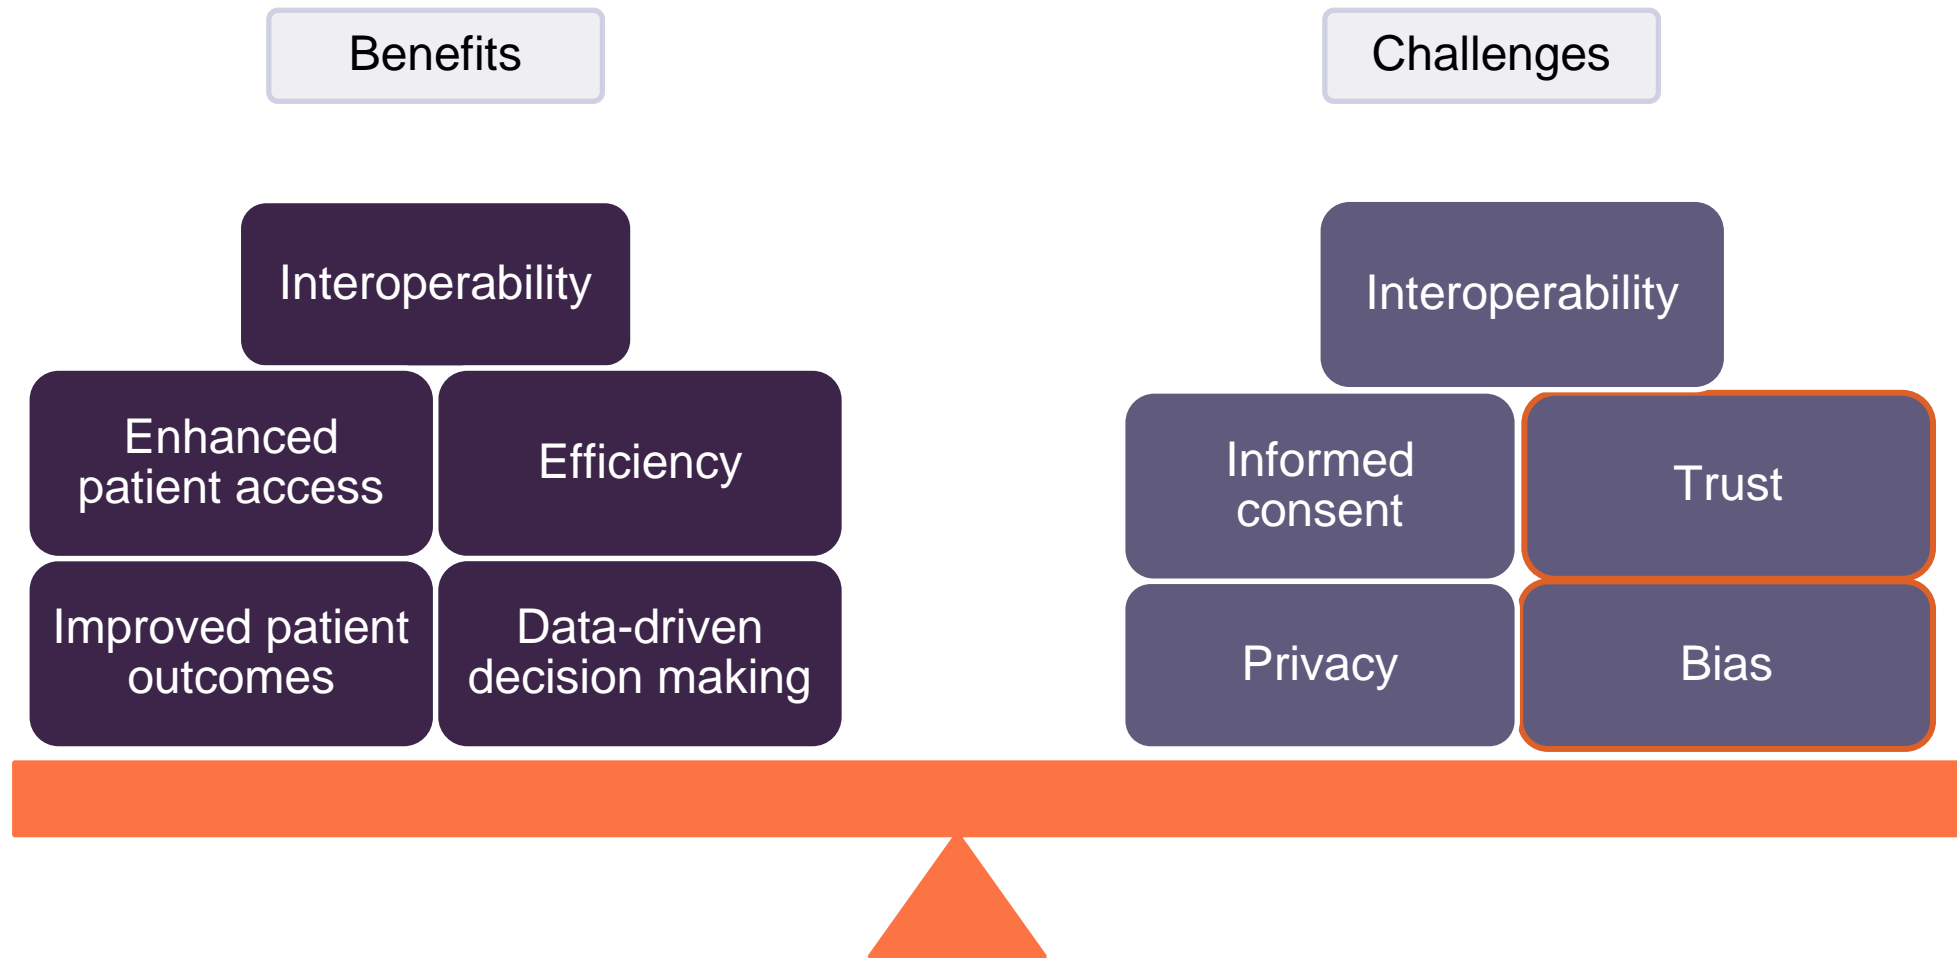 Benefits
Challenges
Interoperability
Enhanced
patient access
Efficiency
Improved patient
outcomes
Data-driven
decision making
Interoperability
Informed
consent
Trust
Privacy
Bias